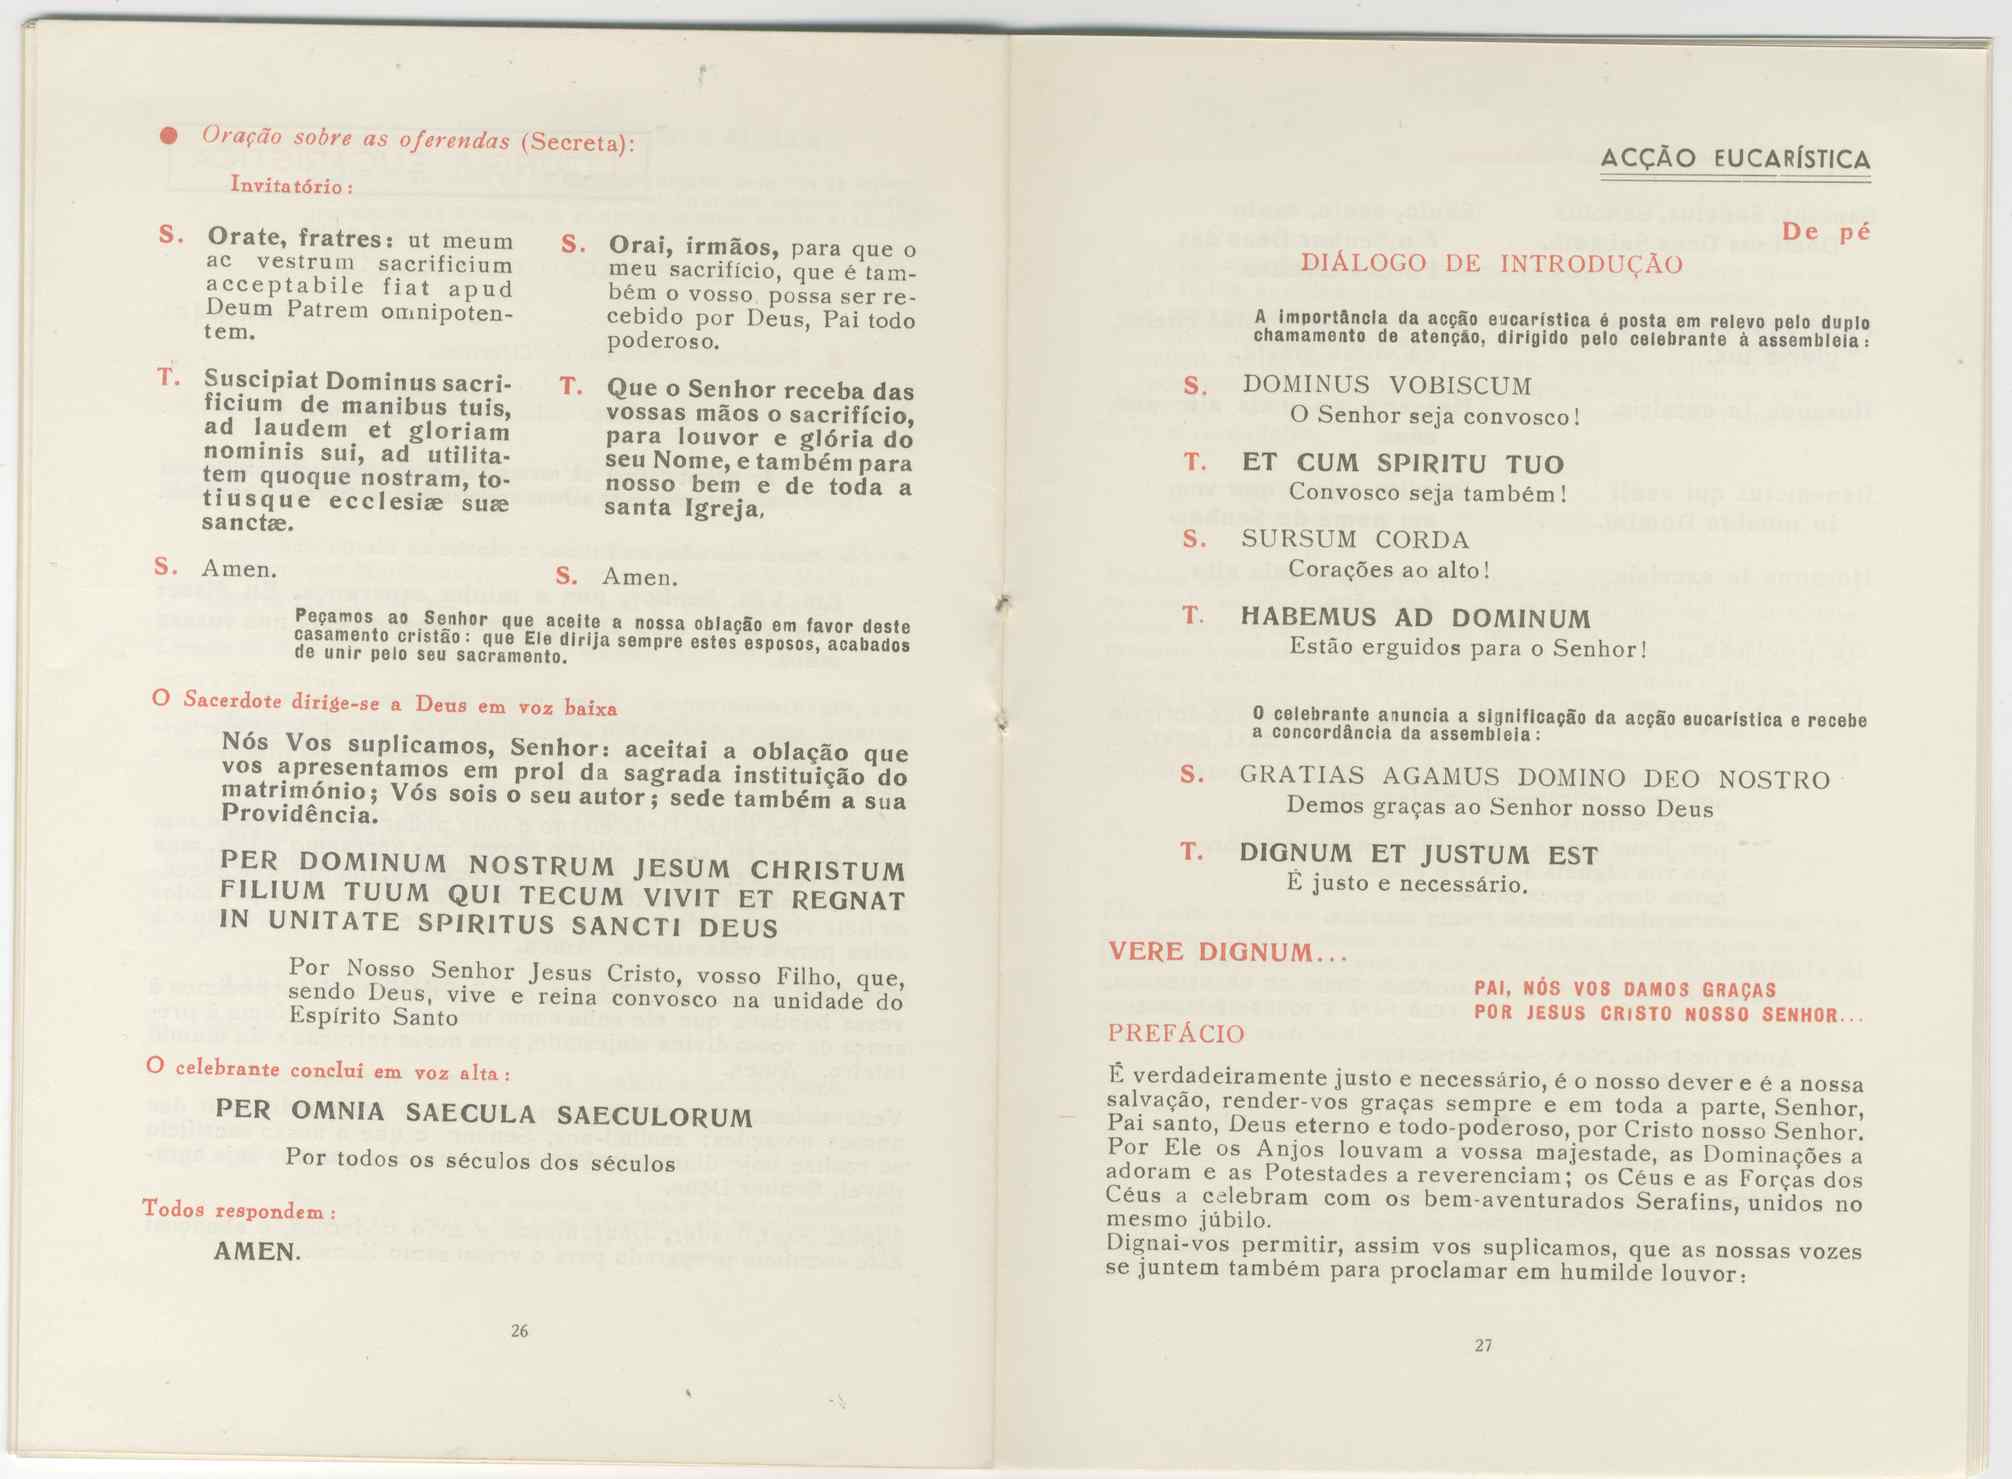 ● Oração sobre as oferendas (Secreta):
Invitatório:
S. Orate, fratres: ut meum
ac vestrum sacrificium
acceptabile fiat apud
Deum Patrem omnipoten-
tem.
S. Orai, irmãos, para que o
meu sacrifício, que é tam-
bém o vosso, possa ser re-
cebido por Deus, Pai todo
poderoso.
T. Suscipiat Dominus sacri-
ficium de manibus tuis,
ad laudem et gloriam
nominis sui, ad utilita-
tem quoque nostram, to-
tiusque ecclesiæ suæ
sanctæ.
T. Que o Senhor receba das
vossas mãos o sacrifício,
para louvor e glória do
seu Nome, e também para
nosso bem e de toda a
santa Igreja,
S. Amen.
S. Amen.
Peçamos ao Senhor que aceite a nossa oblação em favor deste
casamento cristão: que Ele dirija sempre estes esposos, acabados
de unir pelo seu sacramento.
O Sacerdote dirige-se a Deus em voz baixa
Nós Vos suplicamos, Senhor: aceitai a oblação que
vos apresentamos em prol da sagrada instituição do
matrimónio; Vós sois o seu autor; sede também a sua
Providência.
PER DOMINUM NOSTRUM JESUM CHRISTUM
FILIUM TUUM QUI TECUM VIVIT ET REGNAT
IN UNITATE SPIRITUS SANCTI DEUS
Por Nosso Senhor Jesus Cristo, vosso Filho, que,
sendo Deus, vive e reina convosco na unidade do
Espírito Santo
O celebrante conclui em voz alta:
PER OMNIA SAECULA SAECULORUM
Por todos os séculos dos séculos
Todos respondem:
AMEN.
26
ACÇÃO EUCARÍSTICA
De pé
DIÁLOGO DE INTRODUÇÃO
A importância da acção eucarística é posta em relevo pelo duplo
chamamento de atenção, dirigido pelo celebrante à assembleia:
S. DOMINUS VOBISCUM
O Senhor seja convosco!
T. ET CUM SPIRITU TUO
Convosco seja também!
S. SURSUM CORDA
Corações ao alto!
T. HABEMUS AD DOMINUM
Estão erguidos para o Senhor!
O celebrante anuncia a significação da acção eucarística e recebe
a concordância da assembleia:
S. GRATIAS AGAMUS DOMINO DEO NOSTRO
Demos graças ao Senhor nosso Deus
T. DIGNUM ET JUSTUM EST
É justo e necessário.
VERE DIGNUM...
PAI, NÓS VOS DAMOS GRAÇAS
POR JESUS CRISTO NOSSO SENHOR...
PREFÁCIO
É verdadeiramente justo e necessário, é o nosso dever e é a nossa
salvação, render-vos graças sempre e em toda a parte, Senhor,
Pai santo, Deus eterno e todo-poderoso, por Cristo nosso Senhor.
Por Ele os Anjos louvam a vossa majestade, as Dominações a
adoram e as Potestades a reverenciam; os Céus e as Forças dos
Céus a celebram com os bem-aventurados Serafins, unidos no
mesmo júbilo.
Dignai-vos permitir, assim vos suplicamos, que as nossas vozes
se juntem também para proclamar em humilde louvor:
27